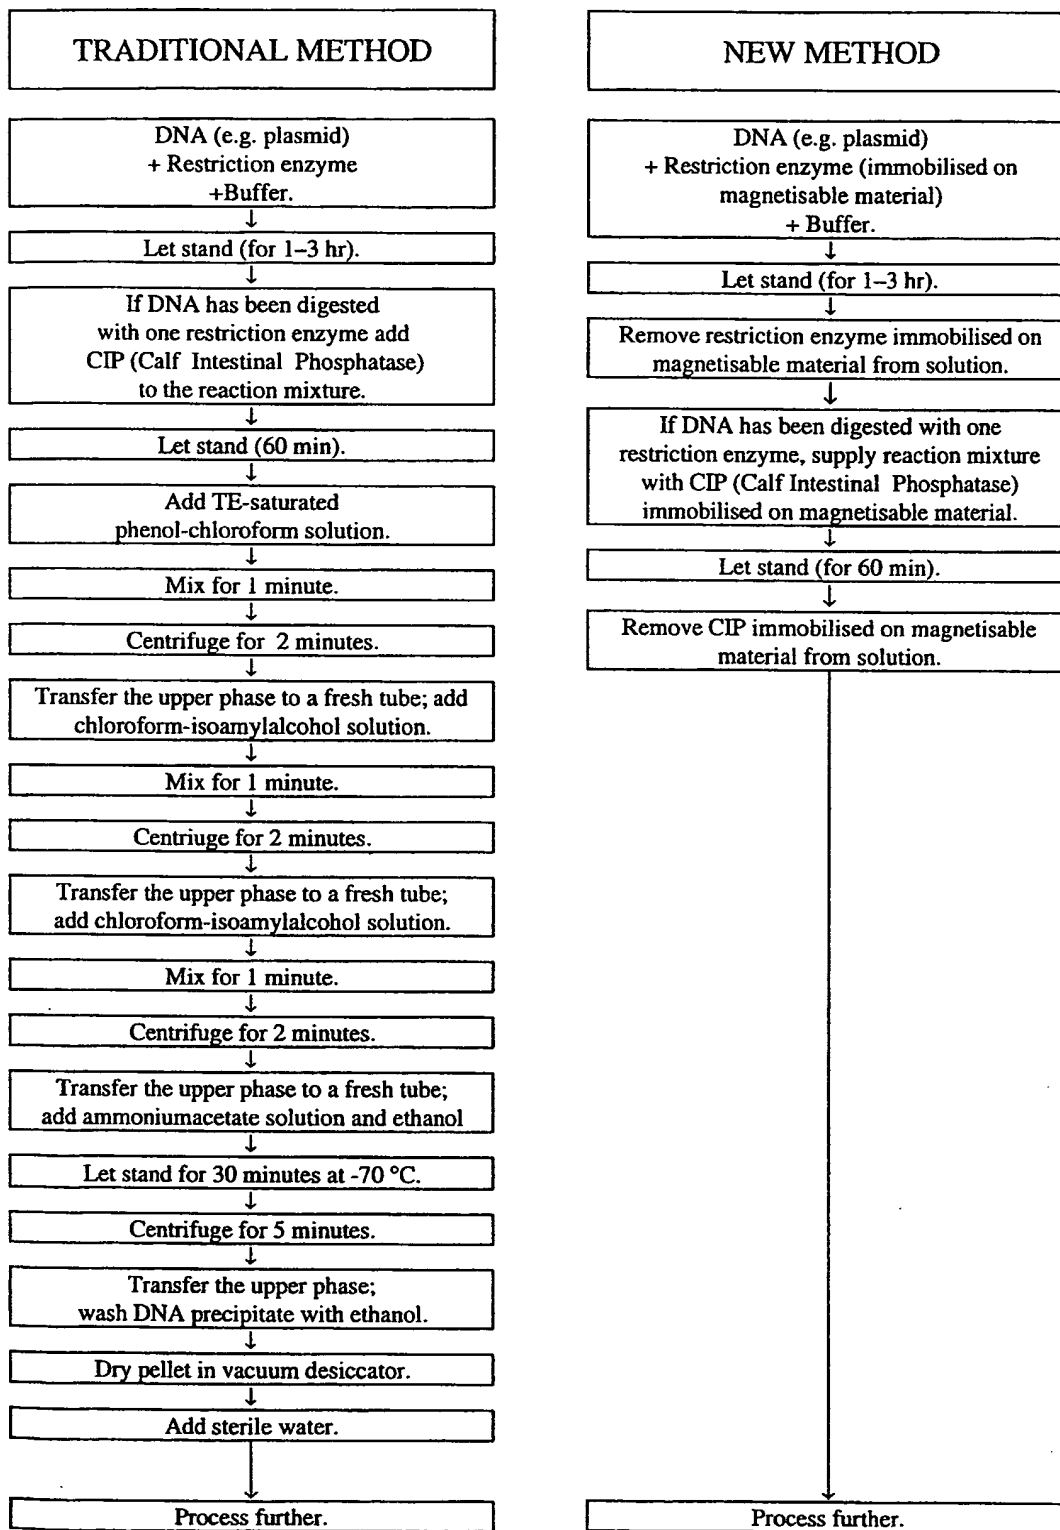 TRADITIONAL METHOD
DNA (e.g. plasmid)
+ Restriction enzyme
+Buffer.
↓
Let stand (for 1–3 hr).
↓
If DNA has been digested
with one restriction enzyme add
CIP (Calf Intestinal Phosphatase)
to the reaction mixture.
↓
Let stand (60 min).
↓
Add TE-saturated
phenol-chloroform solution.
↓
Mix for 1 minute.
↓
Centrifuge for 2 minutes.
↓
Transfer the upper phase to a fresh tube; add
chloroform-isoamylalcohol solution.
↓
Mix for 1 minute.
↓
Centriuge for 2 minutes.
↓
Transfer the upper phase to a fresh tube;
add chloroform-isoamylalcohol solution.
↓
Mix for 1 minute.
↓
Centrifuge for 2 minutes.
↓
Transfer the upper phase to a fresh tube;
add ammoniumacetate solution and ethanol
↓
Let stand for 30 minutes at -70 °C.
↓
Centrifuge for 5 minutes.
↓
Transfer the upper phase;
wash DNA precipitate with ethanol.
↓
Dry pellet in vacuum desiccator.
↓
Add sterile water.
↓
Process further.
NEW METHOD
DNA (e.g. plasmid)
+ Restriction enzyme (immobilised on
magnetisable material)
+ Buffer.
↓
Let stand (for 1–3 hr).
↓
Remove restriction enzyme immobilised on
magnetisable material from solution.
↓
If DNA has been digested with one
restriction enzyme, supply reaction mixture
with CIP (Calf Intestinal Phosphatase)
immobilised on magnetisable material.
↓
Let stand (for 60 min).
↓
Remove CIP immobilised on magnetisable
material from solution.
↓
Process further.